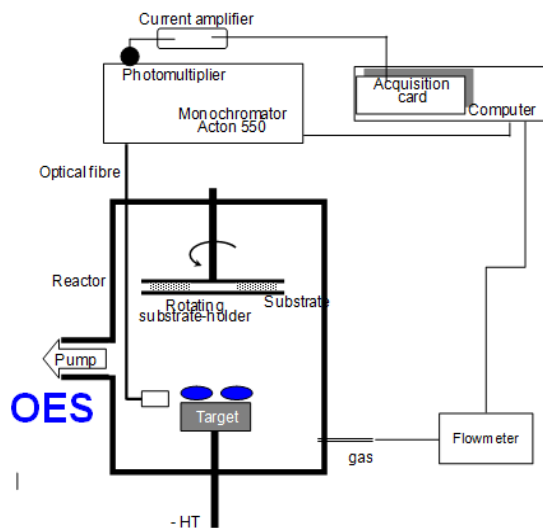 Current amplifier
Photomultiplier
Monochromator
Acton 550
Acquisition
card
Computer
Optical fibre
Reactor
Rotating
substrate-holder
Substrate
Pump
OES
Target
gas
Flowmeter
- HT